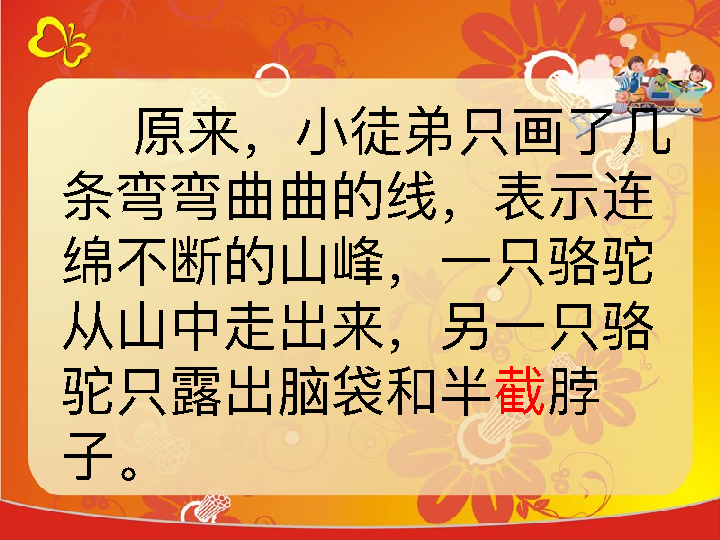 原来，小徒弟只画了几
条弯弯曲曲的线，表示连
绵不断的山峰，一只骆驼
从山中走出来，另一只骆
驼只露出脑袋和半截脖
子。